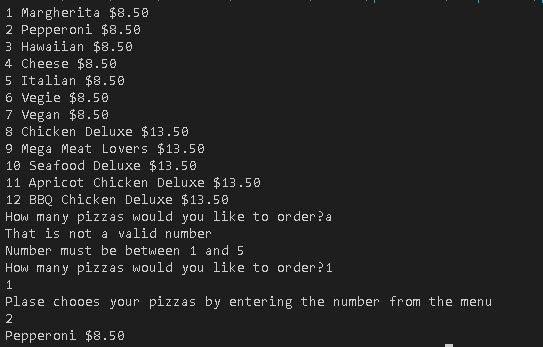 1 Margherita $8.50
2 Pepperoni $8.50
3 Hawaiian $8.50
4 Cheese $8.50
5 Italian $8.50
6 Vegie $8.50
7 Vegan $8.50
8 Chicken Deluxe $13.50
9 Mega Meat Lovers $13.50
10 Seafood Deluxe $13.50
11 Apricot Chicken Deluxe $13.50
12 BBQ Chicken Deluxe $13.50
How many pizzas would you like to order?a
That is not a valid number
Number must be between 1 and 5
How many pizzas would you like to order?1
1
Plase chooes your pizzas by entering the number from the menu
2
Pepperoni $8.50